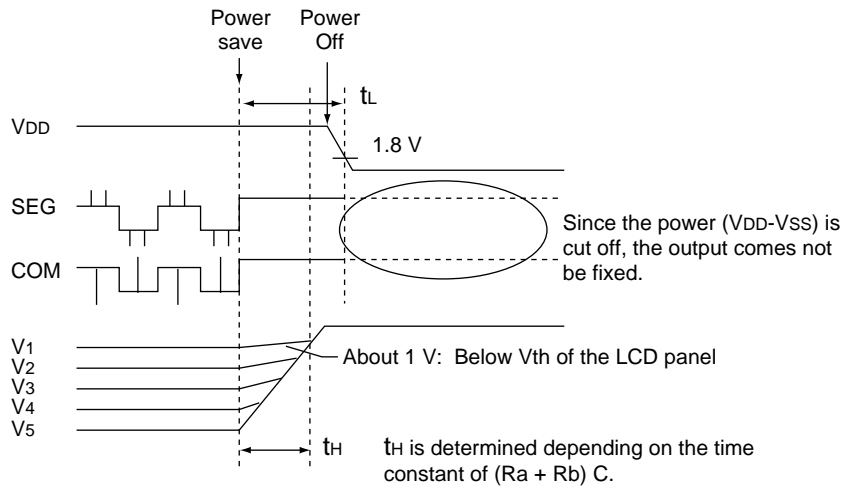 Power save
Power Off
tL
VDD
1.8 V
SEG
Since the power (VDD-VSS) is
cut off, the output comes not
be fixed.
COM
V1
About 1 V: Below Vth of the LCD panel
V2
V3
V4
V5
tH
tH is determined depending on the time
constant of (Ra + Rb) C.